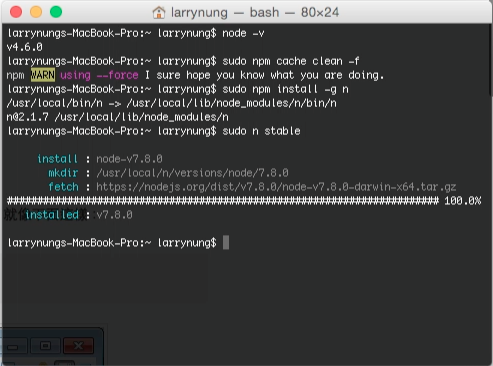 larrynung — bash — 80×24
larrynungs-MacBook-Pro:~ larrynung$ node -v
v4.6.0
larrynungs-MacBook-Pro:~ larrynung$ sudo npm cache clean -f
npm WARN using --force I sure hope you know what you are doing.
larrynungs-MacBook-Pro:~ larrynung$ sudo npm install -g n
/usr/local/bin/n -> /usr/local/lib/node_modules/n/bin/n
n@2.1.7 /usr/local/lib/node_modules/n
larrynungs-MacBook-Pro:~ larrynung$ sudo n stable
install : node-v7.8.0
mkdir : /usr/local/n/versions/node/7.8.0
fetch : https://nodejs.org/dist/v7.8.0/node-v7.8.0-darwin-x64.tar.gz
######################################################################## 100.0%
installed : v7.8.0
larrynungs-MacBook-Pro:~ larrynung$